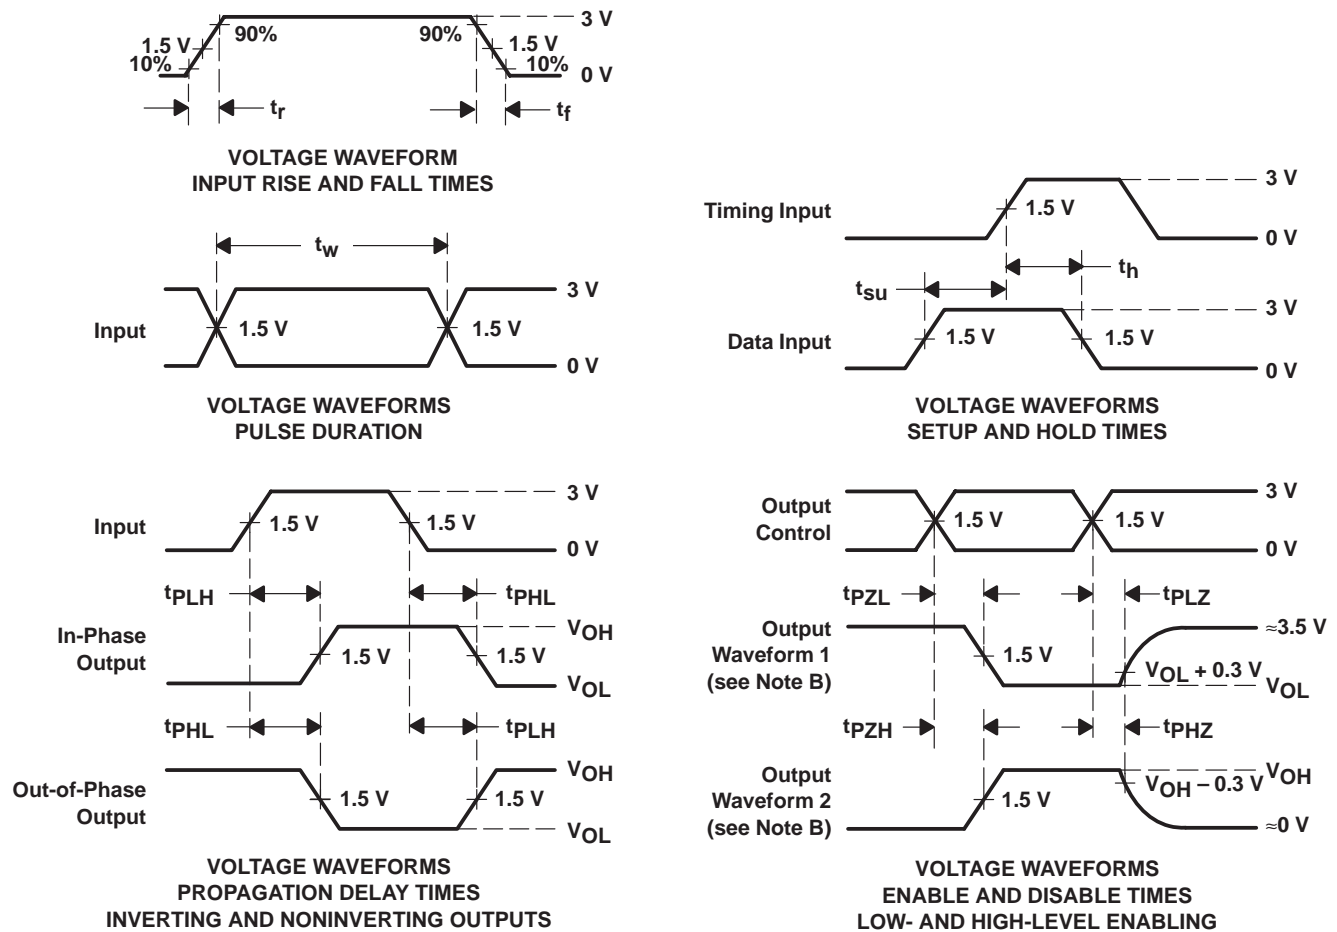 3 V
90%
90%
1.5 V
1.5 V
10%
10%
0 V
tr
tf
VOLTAGE WAVEFORM
INPUT RISE AND FALL TIMES
tw
3 V
Input
1.5 V
1.5 V
0 V
VOLTAGE WAVEFORMS
PULSE DURATION
3 V
Timing Input
1.5 V
0 V
th
tsu
3 V
Data Input
1.5 V
1.5 V
0 V
VOLTAGE WAVEFORMS
SETUP AND HOLD TIMES
3 V
Input
1.5 V
1.5 V
0 V
tPLH
tPHL
In-Phase
Output
VOH
1.5 V
1.5 V
VOL
tPHL
tPLH
Out-of-Phase
Output
VOH
1.5 V
1.5 V
VOL
VOLTAGE WAVEFORMS
PROPAGATION DELAY TIMES
INVERTING AND NONINVERTING OUTPUTS
Output
Control
3 V
1.5 V
1.5 V
0 V
tPZL
tPLZ
Output
Waveform 1
(see Note B)
≈3.5 V
1.5 V
VOL + 0.3 V
VOL
tPZH
tPHZ
Output
Waveform 2
(see Note B)
VOH
1.5 V
VOH – 0.3 V
≈0 V
VOLTAGE WAVEFORMS
ENABLE AND DISABLE TIMES
LOW- AND HIGH-LEVEL ENABLING